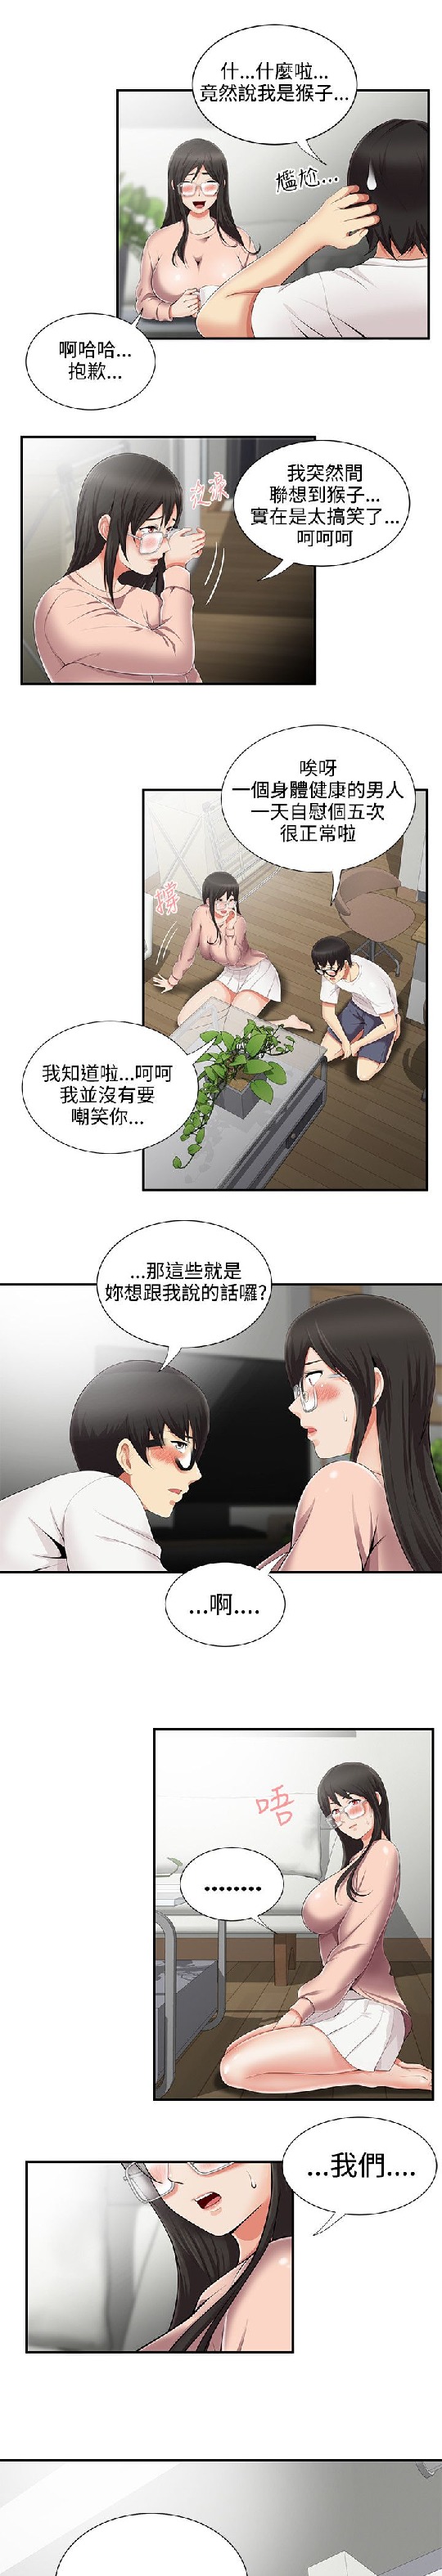 什...什麼啦...
竟然說我是猴子...
尷尬...
啊哈哈...
抱歉...
我突然間
聯想到猴子...
實在是太搞笑了...
呵呵呵
唉呀
一個身體健康的男人
一天自慰個五次
很正常啦
撐
我知道啦...呵呵
我並沒有要
嘲笑你...
...那這些就是
妳想跟我說的話囉?
...啊....
唔
........
...我們....